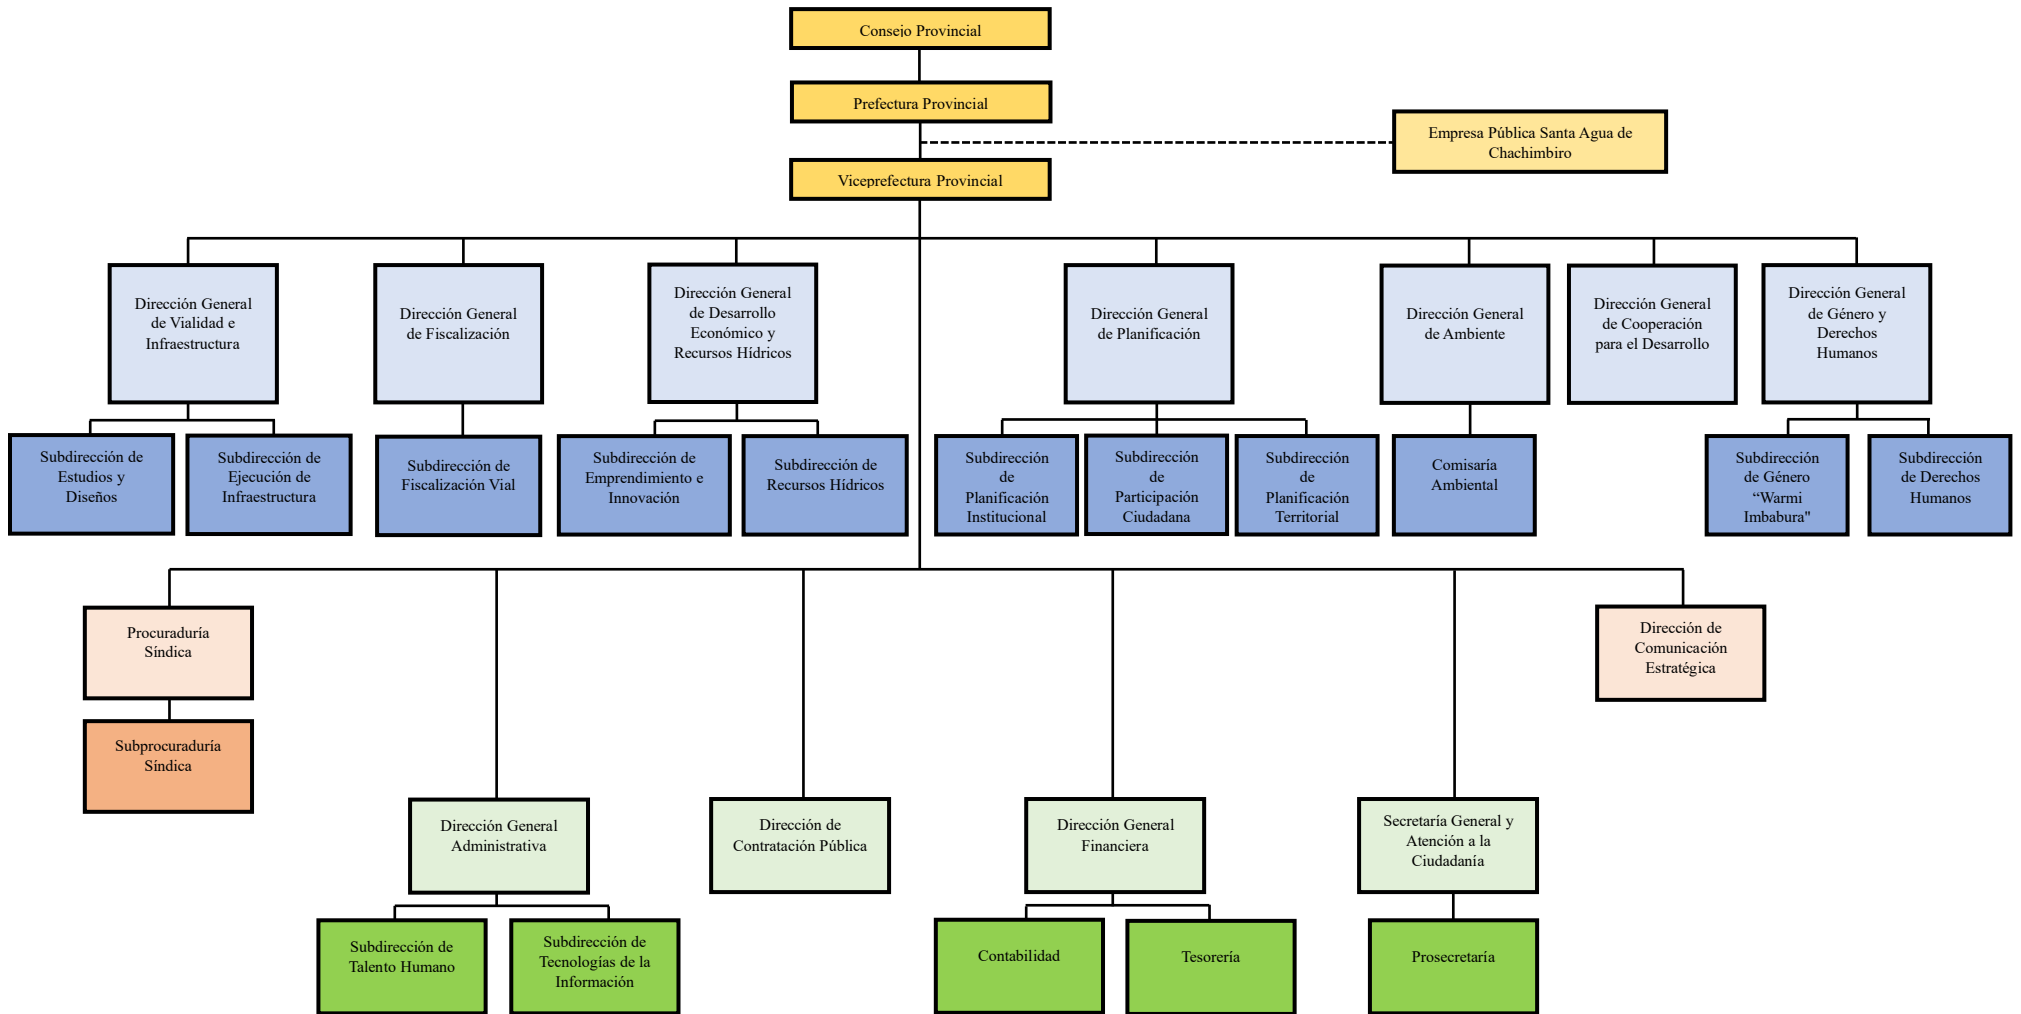 Consejo Provincial
Prefectura Provincial
Empresa Pública Santa Agua de
Chachimbiro
Viceprefectura Provincial
Dirección General
de Vialidad e
Infraestructura
Dirección General
de Fiscalización
Dirección General
de Desarrollo
Económico y
Recursos Hídricos
Dirección General
de Planificación
Dirección General
de Ambiente
Dirección General
de Cooperación
para el Desarrollo
Dirección General
de Género y
Derechos
Humanos
Subdirección de
Estudios y
Diseños
Subdirección de
Ejecución de
Infraestructura
Subdirección de
Fiscalización Vial
Subdirección de
Emprendimiento e
Innovación
Subdirección de
Recursos Hídricos
Subdirección
de
Planificación
Institucional
Subdirección
de
Participación
Ciudadana
Subdirección
de
Planificación
Territorial
Comisaría
Ambiental
Subdirección
de Género
“Warmi
Imbabura"
Subdirección
de Derechos
Humanos
Procuraduría
Síndica
Dirección de
Comunicación
Estratégica
Subprocuraduría
Síndica
Dirección General
Administrativa
Dirección de
Contratación Pública
Dirección General
Financiera
Secretaría General y
Atención a la
Ciudadanía
Subdirección de
Talento Humano
Subdirección de
Tecnologías de la
Información
Contabilidad
Tesorería
Prosecretaría